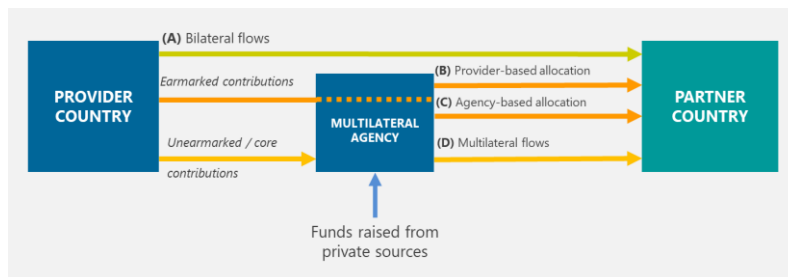 (A) Bilateral flows
PROVIDER
COUNTRY
Earmarked contributions
Unearmarked / core
contributions
MULTILATERAL
AGENCY
(B) Provider-based allocation
(C) Agency-based allocation
(D) Multilateral flows
PARTNER
COUNTRY
Funds raised from
private sources